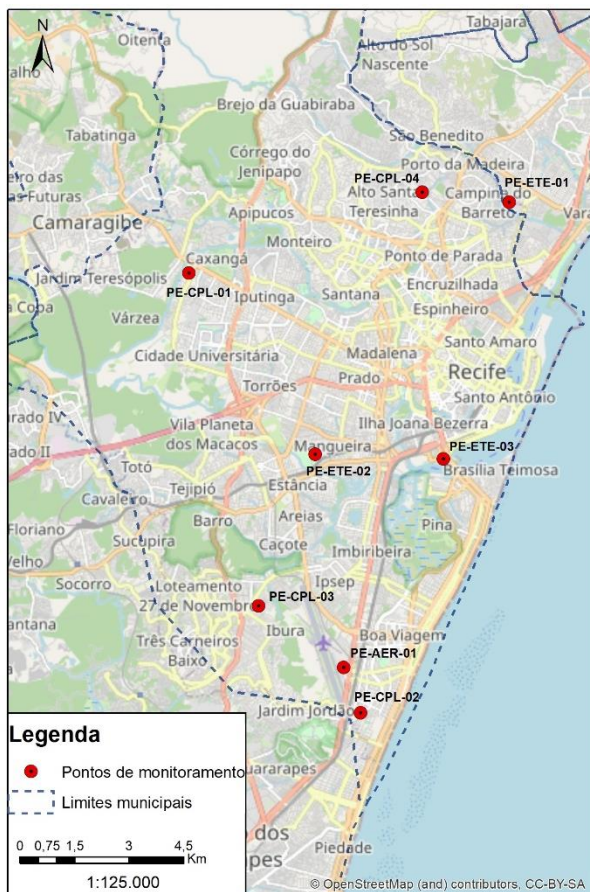 N
Oitenta
Tabajara
Alto do Sol
Nascente
Brejo da Guabiraba
Tabatinga
São Benedito
Córrego do
Jenipapo
Porto da Madeira
das Futuras
PE-CPL-04
Alto Santa
Teresinha
Campina do
Barreto
PE-ETE-01
Camaragibe
Apipucos
Monteiro
Ponto de Parada
Caxangá
Jardim Teresópolis
Encruzilhada
PE-CPL-01
Iputinga
Santana
Espinheiro
Várzea
Santo Amaro
Cidade Universitária
Madalena
Recife
Torrões
Prado
Santo Antônio
Vila Planeta
dos Macacos
Ilha Joana Bezerra
Mangueira
PE-ETE-03
Totó
PE-ETE-02
Brasília Teimosa
Cavaleiro
Tejipió
Estância
Floriano
Barro
Areias
Pina
Sucupira
Caçote
Imbiribeira
Socorro
Loteamento
27 de Novembro
Ipsep
PE-CPL-03
Três Carneiros
Baixo
Ibura
Boa Viagem
PE-AER-01
PE-CPL-02
Jardim Jordão
Legenda
Pontos de monitoramento
Limites municipais
0 0,75 1,5 3 4,5
Km
1:125.000
Piedade
© OpenStreetMap (and) contributors, CC-BY-SA